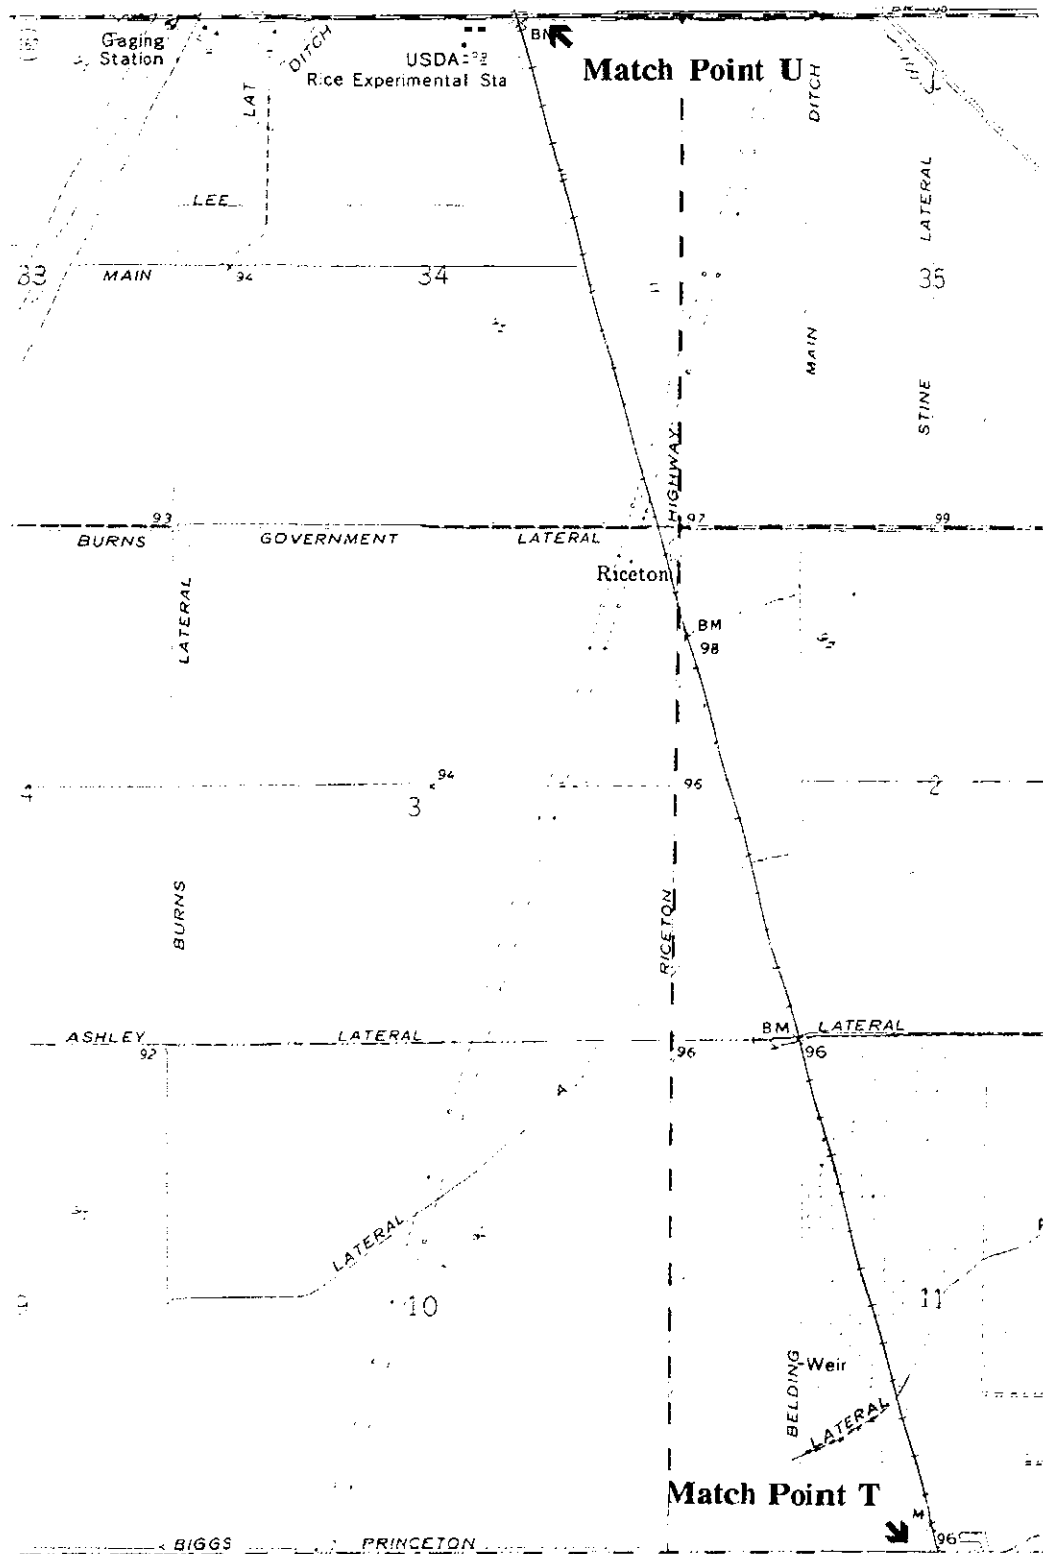 Gaging
Station
DITCH
LAT
USDA
Rice Experimental Sta
BM
Match Point U
DITCH
LATERAL
LEE
33
MAIN
94
34
35
MAIN
STINE
HIGHWAY
93
97
99
BURNS
GOVERNMENT
LATERAL
Riceton
LATERAL
BM
98
4
94
3
96
2
BURNS
RICETON
ASHLEY
LATERAL
92
96
BM
LATERAL
96
A
LATERAL
9
10
11
BELDING
Weir
LATERAL
Match Point T
M
96
BIGGS
PRINCETON